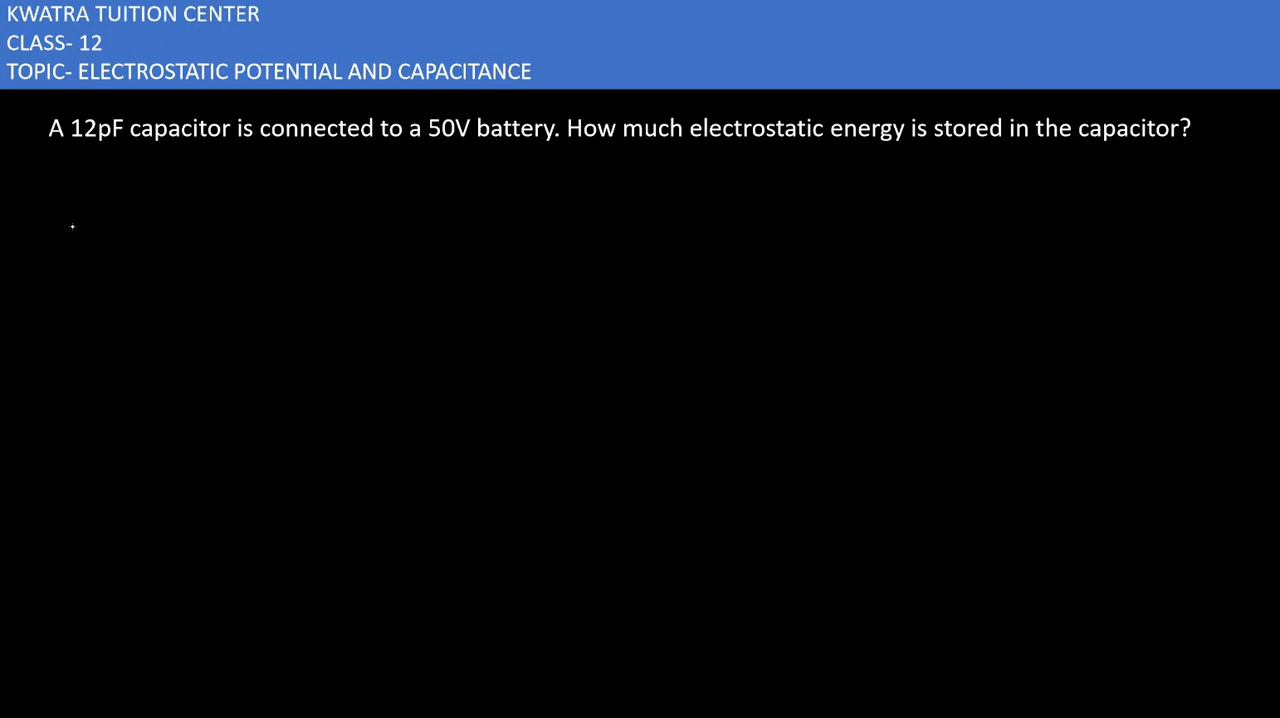 KWATRA TUITION CENTER
CLASS- 12
TOPIC- ELECTROSTATIC POTENTIAL AND CAPACITANCE
A 12pF capacitor is connected to a 50V battery. How much electrostatic energy is stored in the capacitor?